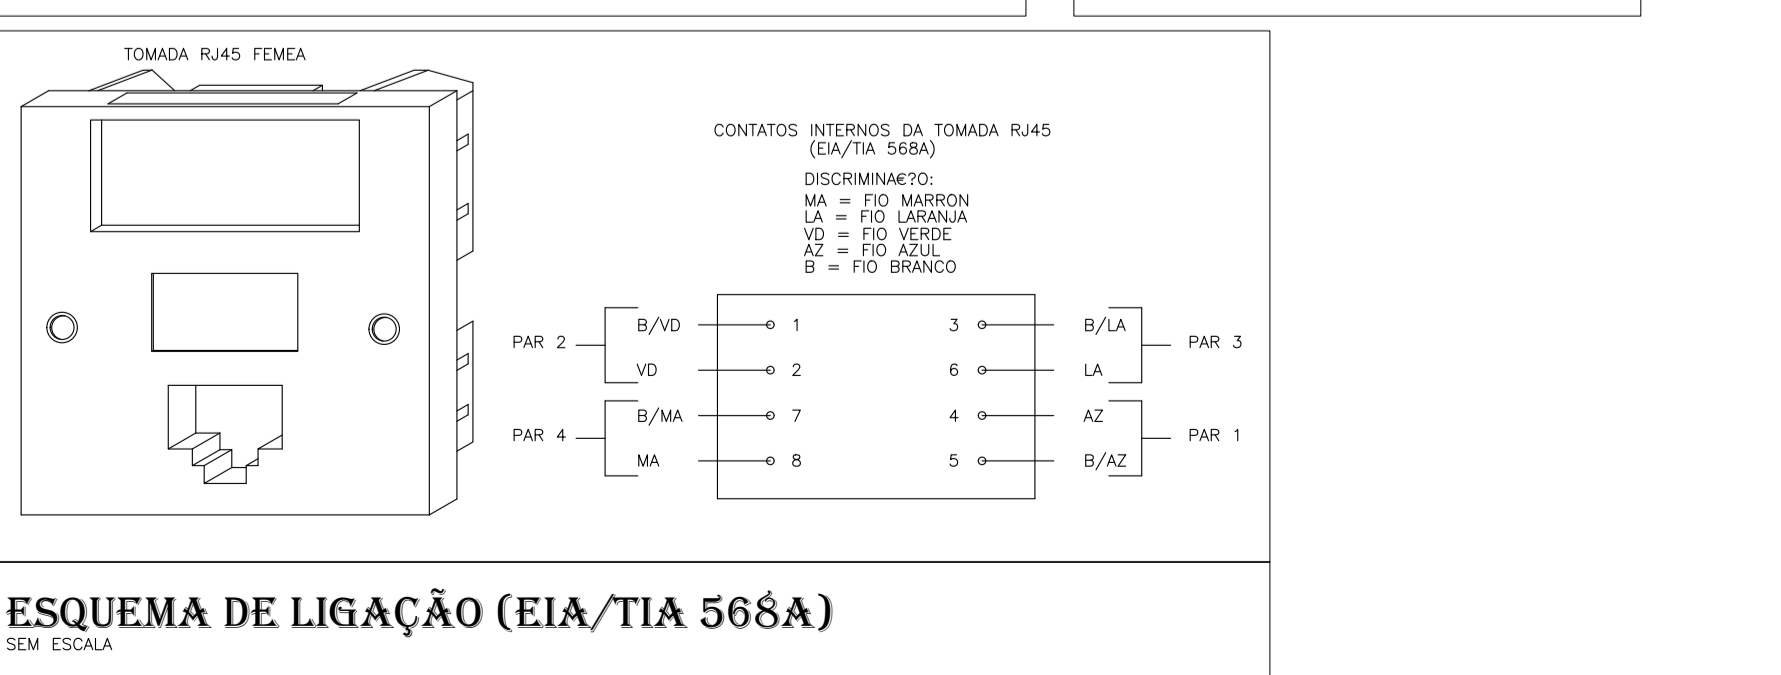 TOMADA RJ45 FEMEA
CONTATOS INTERNOS DA TOMADA RJ45
(EIA/TIA 568A)
DISCRIMINA€?O:
MA = FIO MARRON
LA = FIO LARANJA
VD = FIO VERDE
AZ = FIO AZUL
B = FIO BRANCO
PAR 2
B/VD 1
VD 2
PAR 4
B/MA 7
MA 8
3 B/LA
6 LA
PAR 3
4 AZ
5 B/AZ
PAR 1
ESQUEMA DE LIGAÇÃO (EIA/TIA 568A)
SEM ESCALA